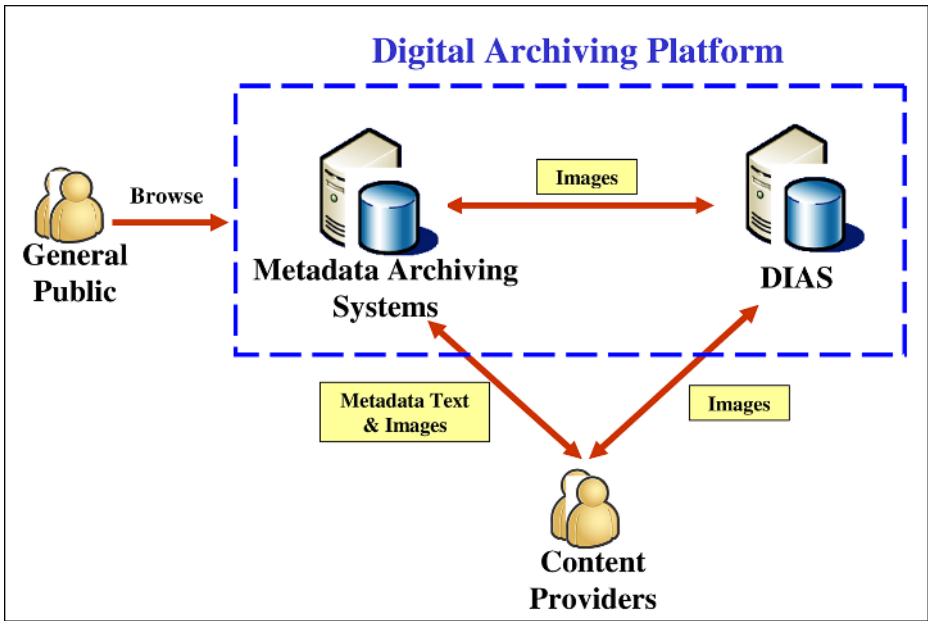 Digital Archiving Platform
Images
Browse
General
Public
Metadata Archiving
Systems
DIAS
Metadata Text
& Images
Images
Content
Providers